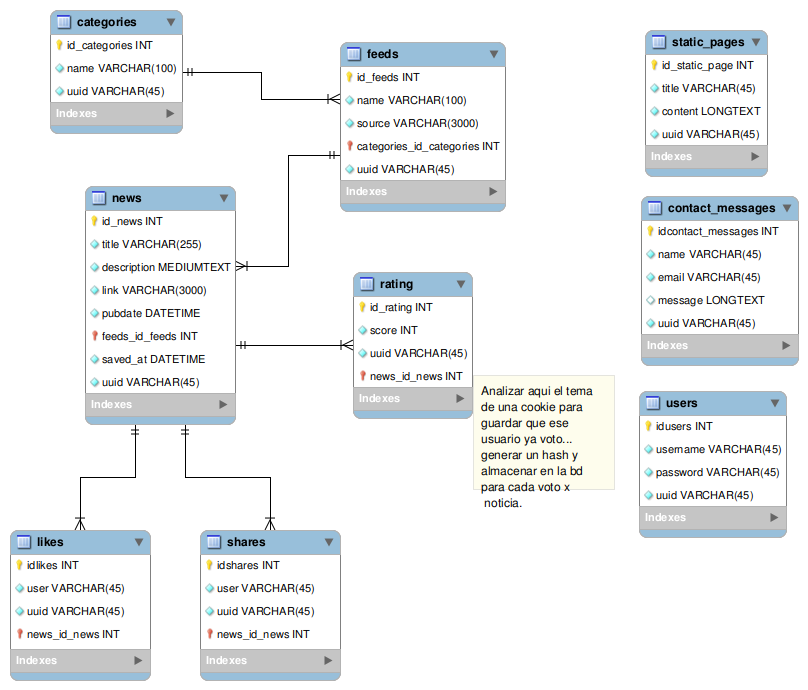 categories
id_categories INT
name VARCHAR(100)
uuid VARCHAR(45)
Indexes
feeds
id_feeds INT
name VARCHAR(100)
source VARCHAR(3000)
categories_id_categories INT
uuid VARCHAR(45)
Indexes
static_pages
id_static_page INT
title VARCHAR(45)
content LONGTEXT
uuid VARCHAR(45)
Indexes
news
id_news INT
title VARCHAR(255)
description MEDIUMTEXT
link VARCHAR(3000)
pubdate DATETIME
feeds_id_feeds INT
saved_at DATETIME
uuid VARCHAR(45)
Indexes
contact_messages
idcontact_messages INT
name VARCHAR(45)
email VARCHAR(45)
message LONGTEXT
uuid VARCHAR(45)
Indexes
rating
id_rating INT
score INT
uuid VARCHAR(45)
news_id_news INT
Indexes
Analizar aqui el tema
de una cookie para
guardar que ese
usuario ya voto...
generar un hash y
almacenar en la bd
para cada voto x
noticia.
users
idusers INT
username VARCHAR(45)
password VARCHAR(45)
uuid VARCHAR(45)
Indexes
likes
idlikes INT
user VARCHAR(45)
uuid VARCHAR(45)
news_id_news INT
Indexes
shares
idshares INT
user VARCHAR(45)
uuid VARCHAR(45)
news_id_news INT
Indexes